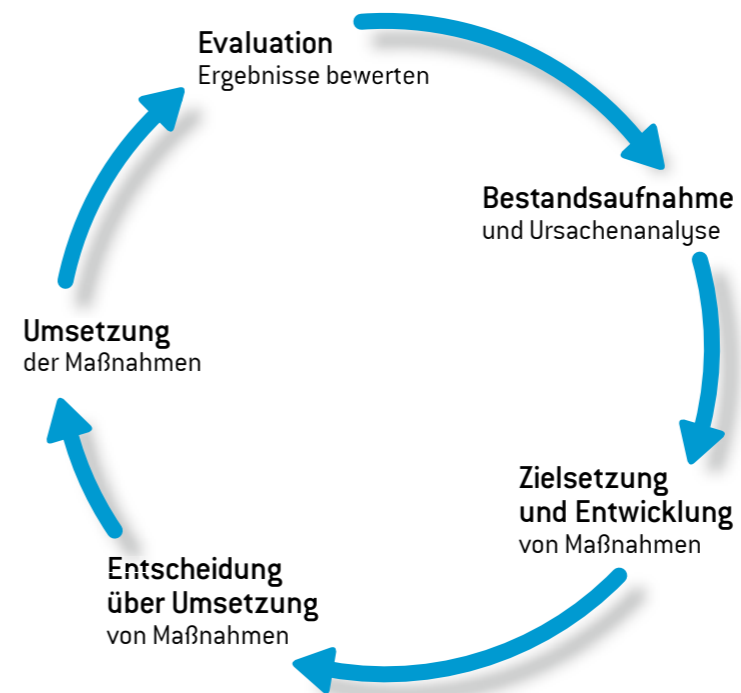 Evaluation
Ergebnisse bewerten
Bestandsaufnahme
und Ursachenanalyse
Zielsetzung
und Entwicklung
von Maßnahmen
Entscheidung
über Umsetzung
von Maßnahmen
Umsetzung
der Maßnahmen